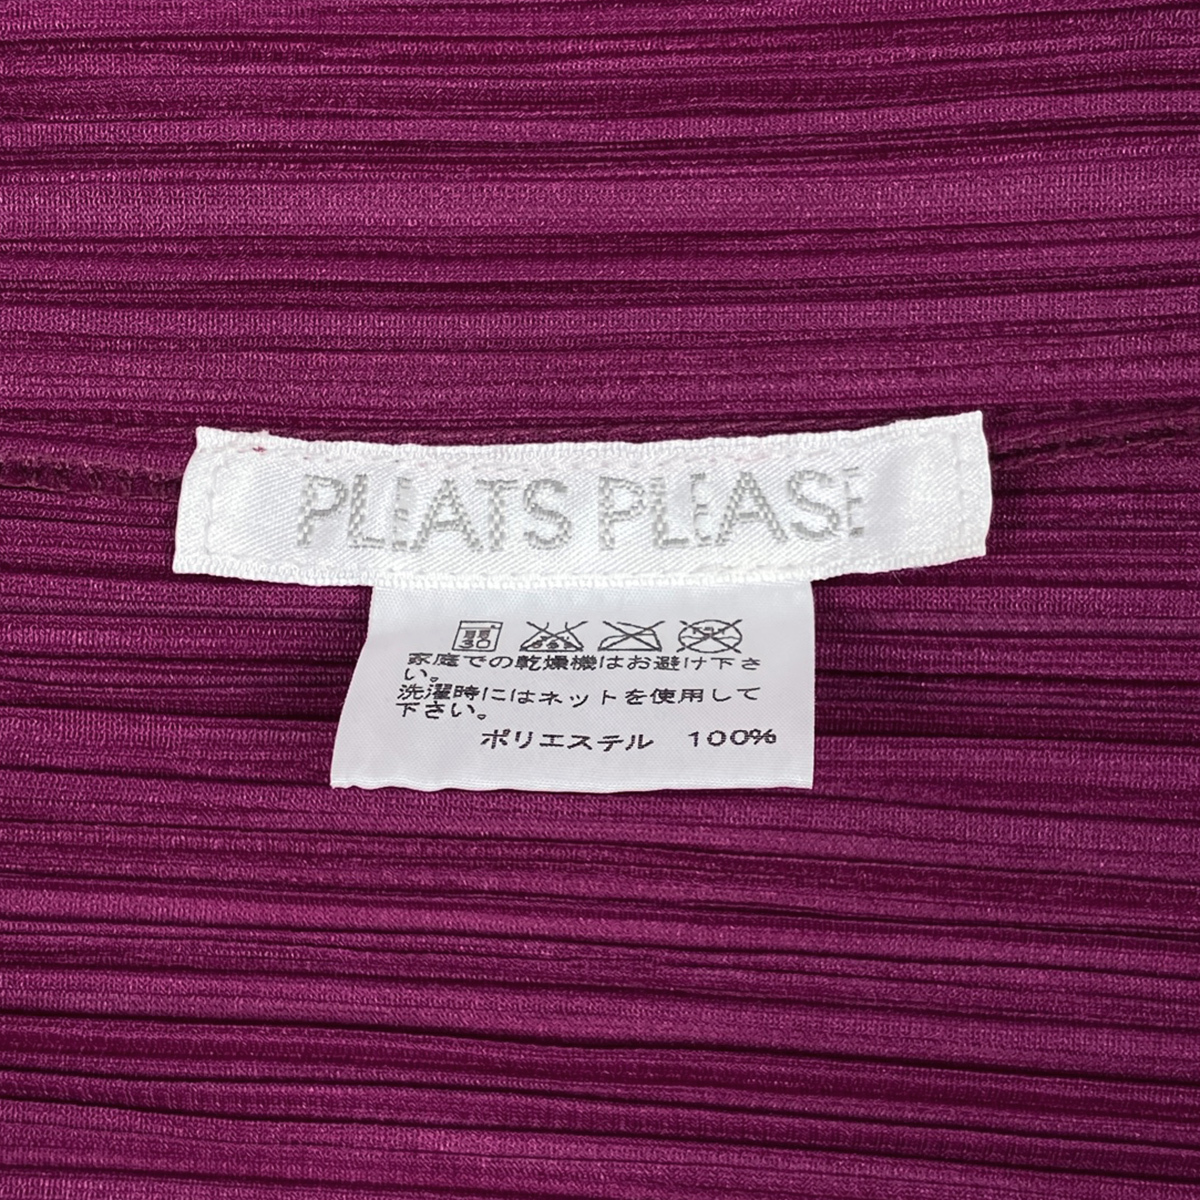 PLEATS PLEASE
30
家庭での乾燥機はお避け下さ
い。
洗濯時にはネットを使用して
下さい。
ポリエステル 100%